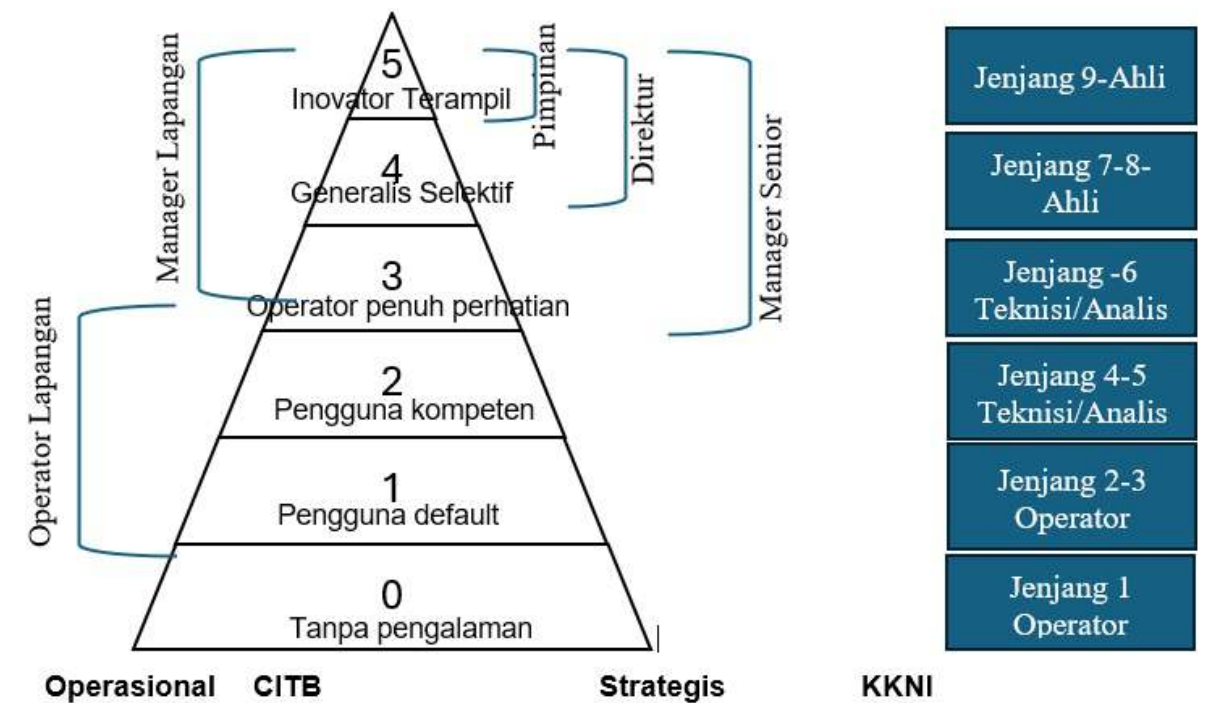 Manager Lapangan
Operator Lapangan
5
Inovator Terampil
4
Generalis Selektif
3
Operator penuh perhatian
2
Pengguna kompeten
1
Pengguna default
0
Tanpa pengalaman
Pimpinan
Direktur
Manager Senior
Jenjang 9-Ahli
Jenjang 7-8-
Ahli
Jenjang -6
Teknisi/Analis
Jenjang 4-5
Teknisi/Analis
Jenjang 2-3
Operator
Jenjang 1
Operator
Operasional CITB Strategis KKNI